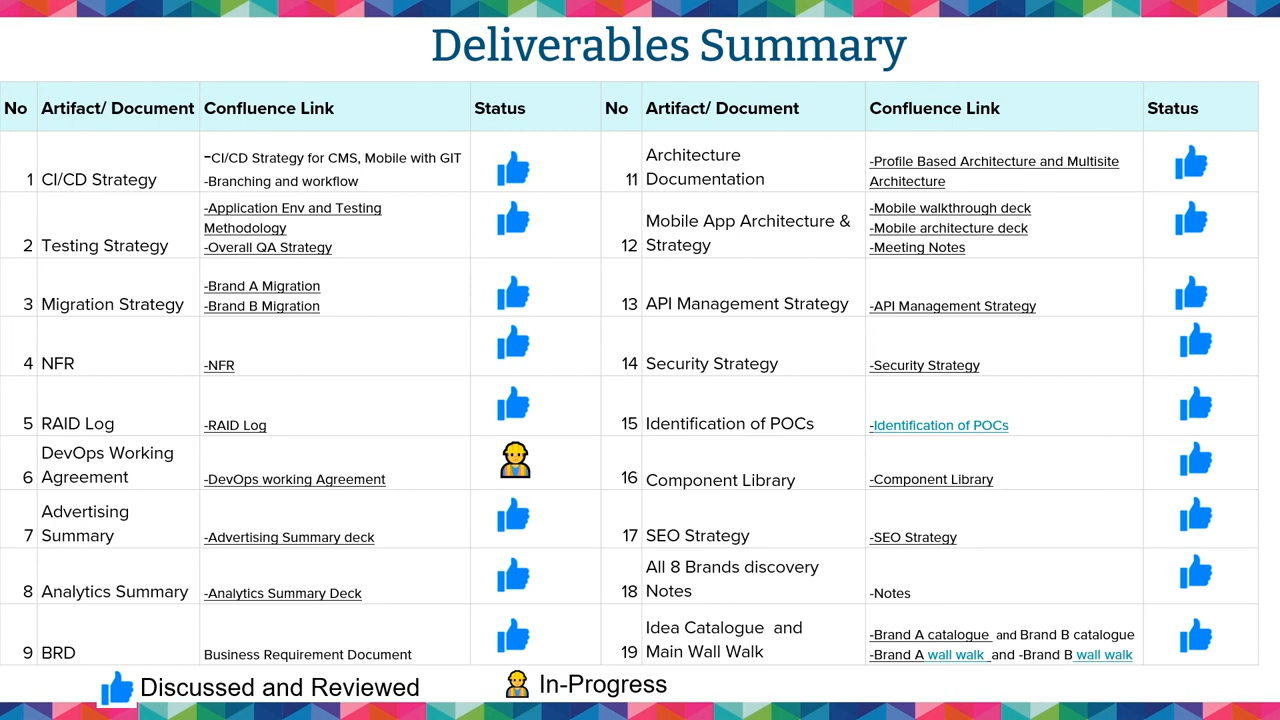 Deliverables Summary
No Artifact/ Document Confluence Link Status No Artifact/ Document Confluence Link Status
1 CI/CD Strategy
-CI/CD Strategy for CMS, Mobile with GIT
-Branching and workflow
11 Architecture
Documentation
-Profile Based Architecture and Multisite
Architecture
2 Testing Strategy
-Application Env and Testing
Methodology
-Overall QA Strategy
12 Mobile App Architecture &
Strategy
-Mobile walkthrough deck
-Mobile architecture deck
-Meeting Notes
3 Migration Strategy
-Brand A Migration
-Brand B Migration
13 API Management Strategy
-API Management Strategy
4 NFR
-NFR
14 Security Strategy
-Security Strategy
5 RAID Log
-RAID Log
15 Identification of POCs
-Identification of POCs
6 DevOps Working
Agreement
-DevOps working Agreement
16 Component Library
-Component Library
7 Advertising
Summary
-Advertising Summary deck
17 SEO Strategy
-SEO Strategy
8 Analytics Summary
-Analytics Summary Deck
18 All 8 Brands discovery
Notes
-Notes
9 BRD
Business Requirement Document
19 Idea Catalogue and
Main Wall Walk
-Brand A catalogue and Brand B catalogue
-Brand A wall walk and -Brand B wall walk
Discussed and Reviewed
In-Progress